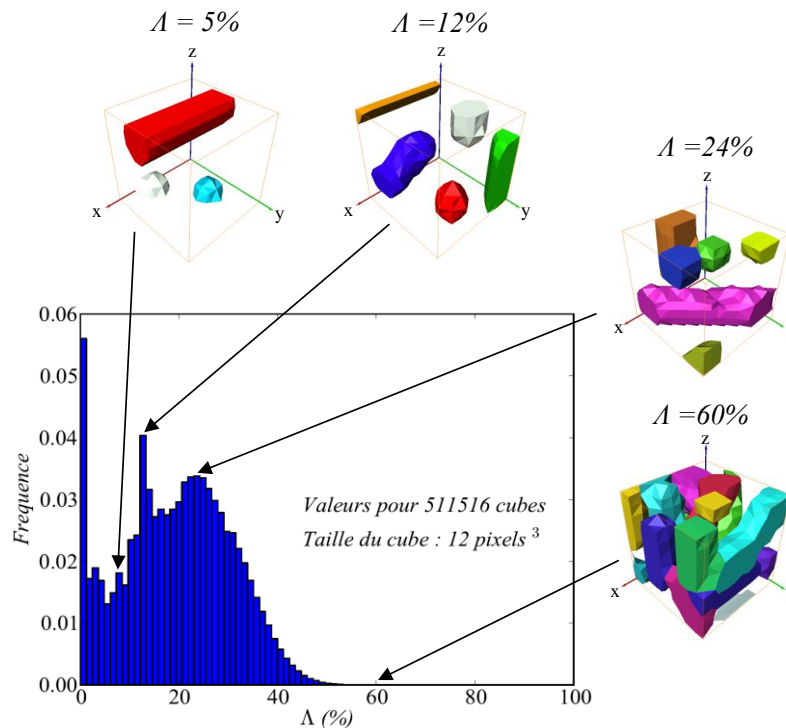 Λ = 5%
Λ =12%
z
x
y
z
x
y
Λ =24%
z
x
Λ =60%
z
x
0.06
0.05
0.04
0.03
0.02
0.01
0.00
Frequence
Valeurs pour 511516 cubes
Taille du cube : 12 pixels ³
0
20
40
60
80
100
Λ (%)